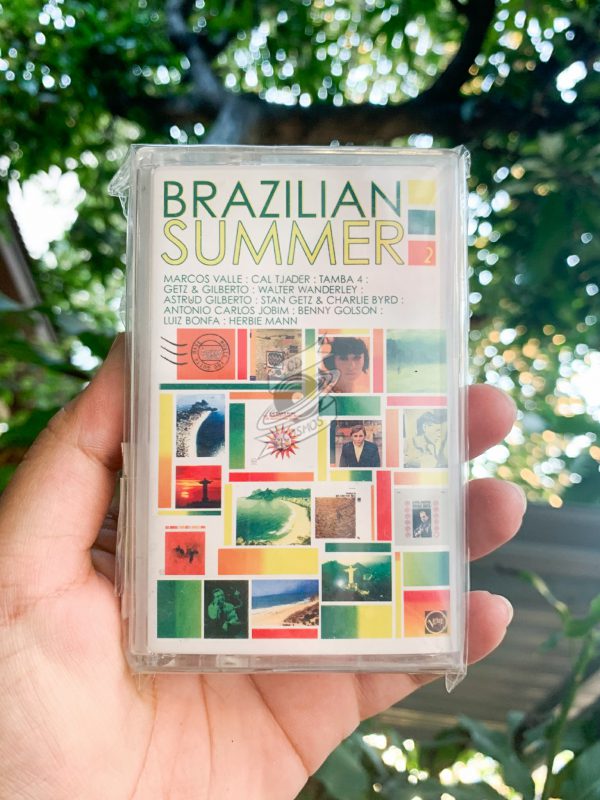 BRAZILIAN
SUMMER
2
MARCOS VALLE : CAL TJADER : TAMBA 4 :
GETZ & GILBERTO : WALTER WANDERLEY :
ASTRUD GILBERTO : STAN GETZ & CHARLIE BYRD :
ANTONIO CARLOS JOBIM : BENNY GOLSON :
LUIZ BONFA : HERBIE MANN
Verve